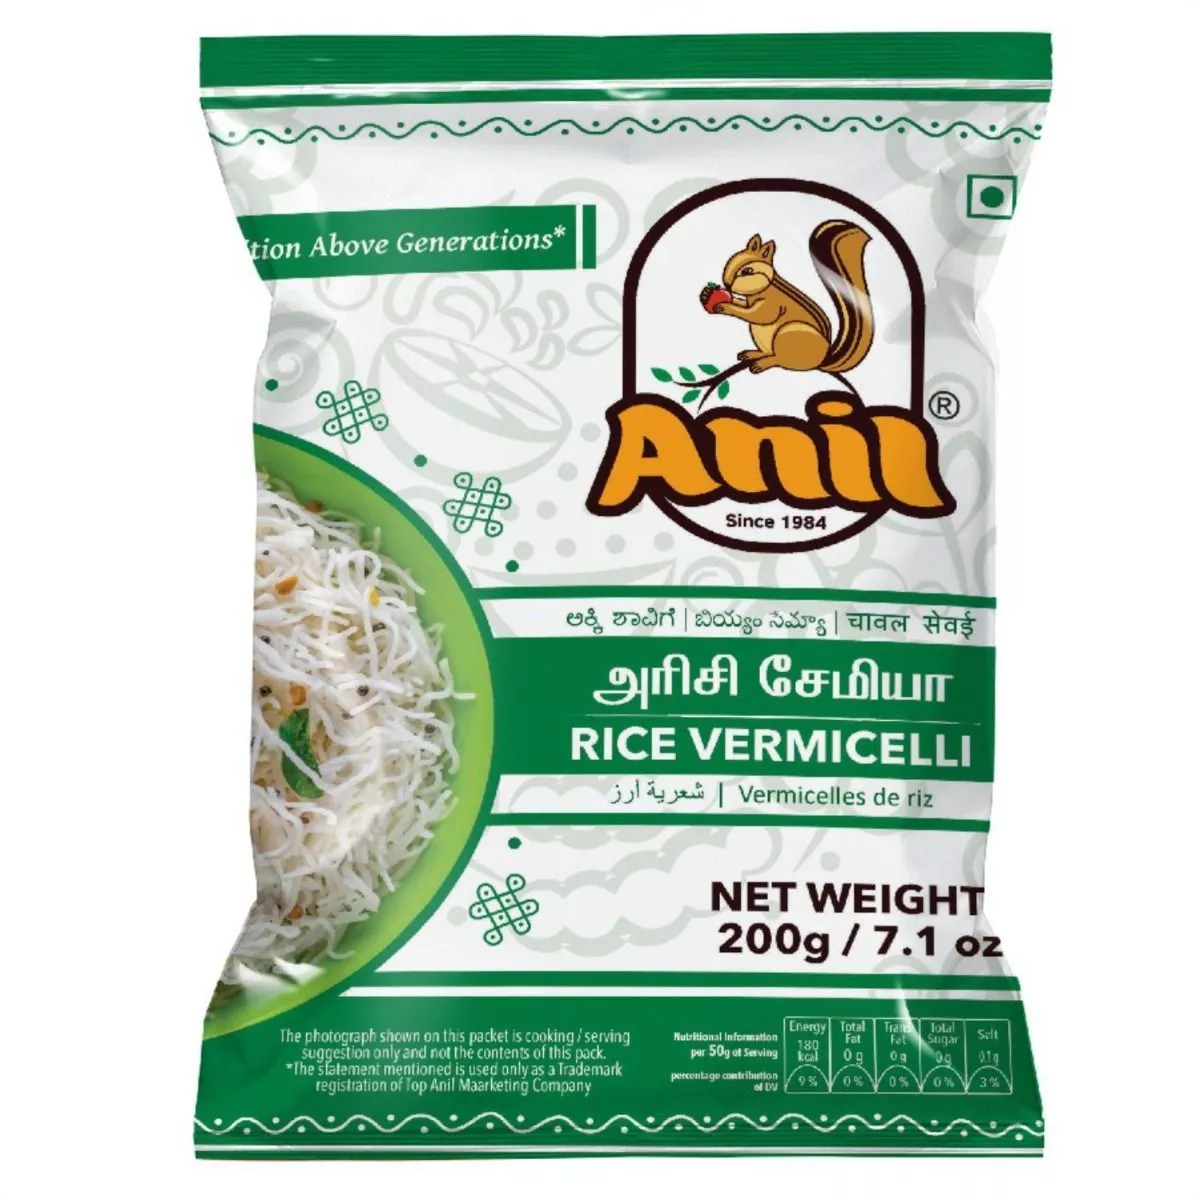 ition Above Generations*
Anil ®
Since 1984
ಅಕ್ಕಿ ಶಾವಿಗೆ | బియ్యం సేమ్యా | चावल सेवई
அரிசி சேமியா
RICE VERMICELLI
شعرية أرز | Vermicelles de riz
NET WEIGHT
200g / 7.1 oz
The photograph shown on this packet is cooking / serving
suggestion only and not the contents of this pack.
*The statement mentioned is used only as a Trademark
registration of Top Anil Maarketing Company
Nutritional Information
per 50g of Serving
percentage contribution
of DV
Energy
180
kcal
9%
Total
Fat
0 g
0%
Trans
Fat
0 g
0%
Total
Sugar
0 g
0%
Salt
0.1g
3%